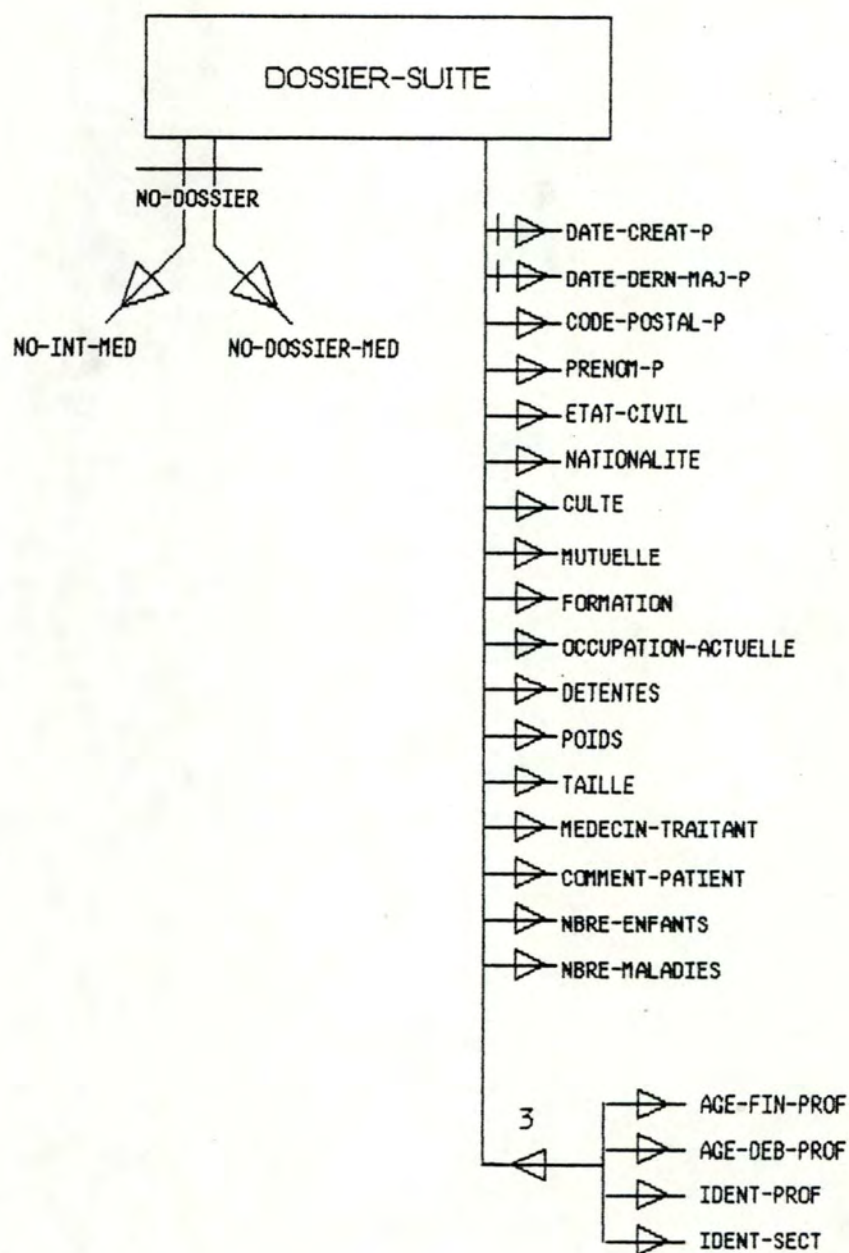 DOSSIER-SUITE
NO-DOSSIER
NO-INT-MED
NO-DOSSIER-MED
DATE-CREAT-P
DATE-DERN-MAJ-P
CODE-POSTAL-P
PRENOM-P
ETAT-CIVIL
NATIONALITE
CULTE
MUTUELLE
FORMATION
OCCUPATION-ACTUELLE
DETENTES
POIDS
TAILLE
MEDECIN-TRAITANT
COMMENT-PATIENT
NBRE-ENFANTS
NBRE-MALADIES
3
AGE-FIN-PROF
AGE-DEB-PROF
IDENT-PROF
IDENT-SECT